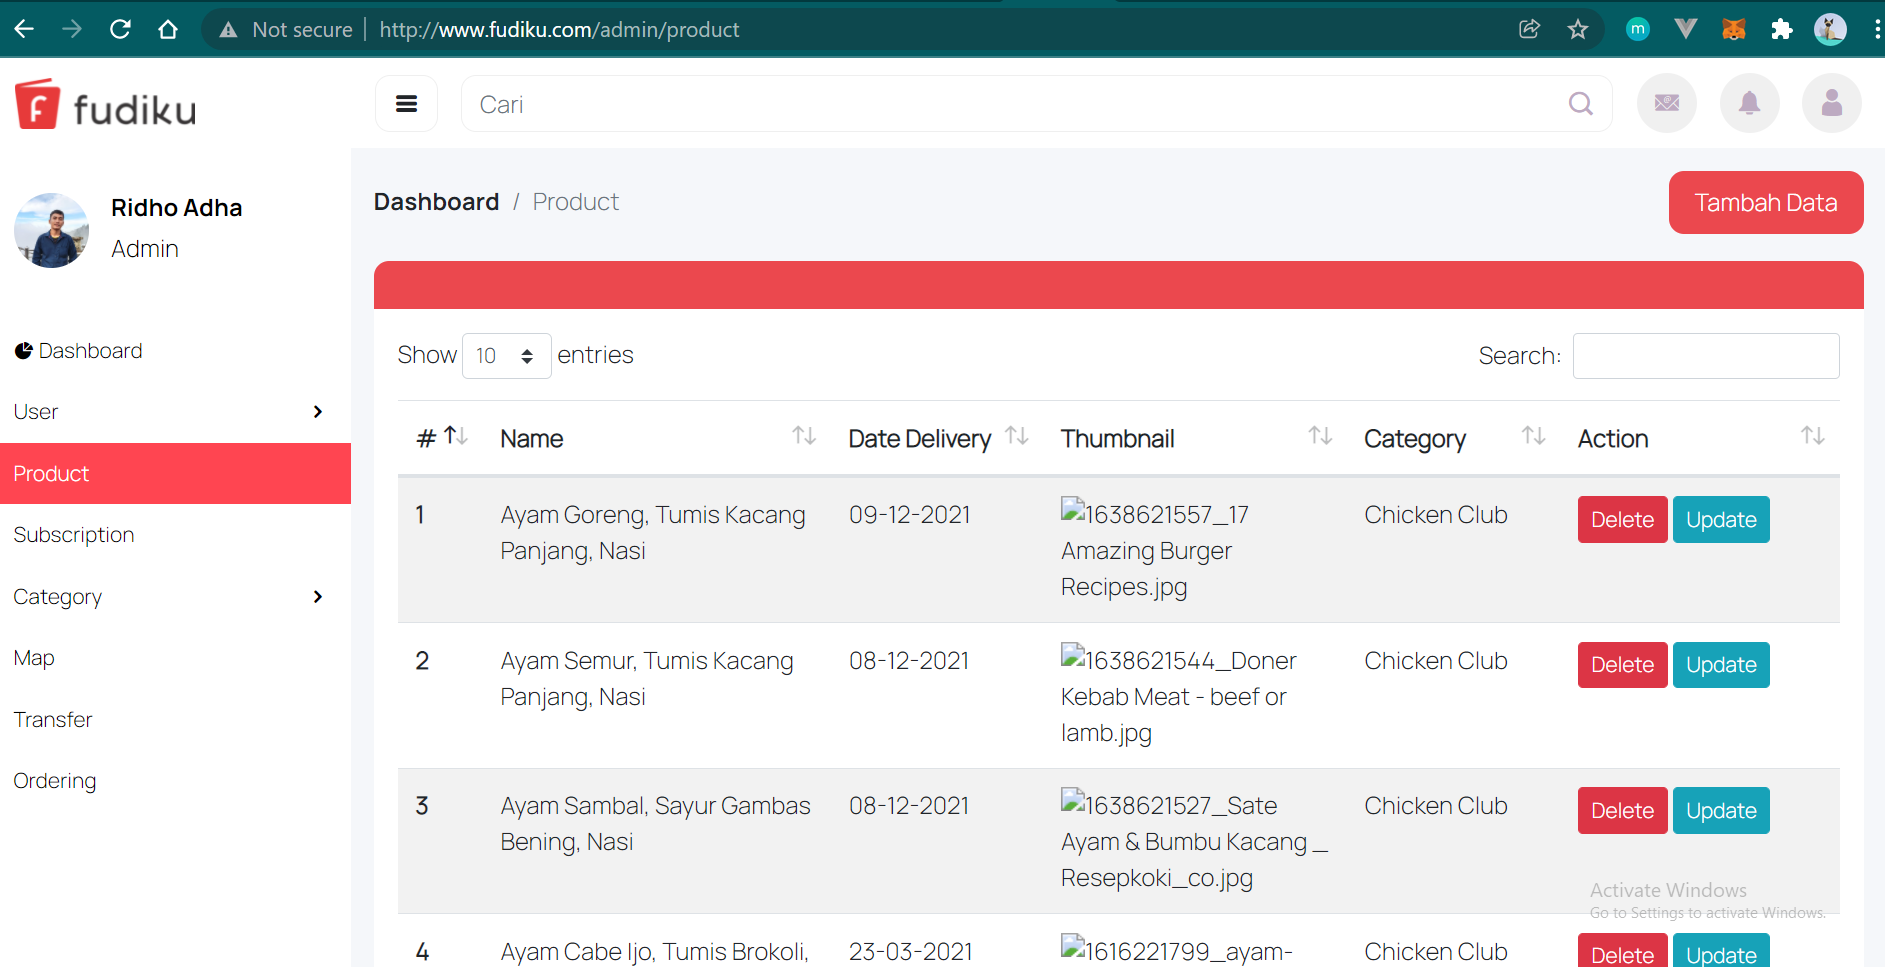 Not secure | http://www.fudiku.com/admin/product
m
fudiku
Cari
Ridho Adha
Admin
Dashboard / Product
Tambah Data
Dashboard
User
Product
Subscription
Category
Map
Transfer
Ordering
Show 10 entries
Search:
# Name Date Delivery Thumbnail Category Action
1 Ayam Goreng, Tumis Kacang 09-12-2021 1638621557_17 Chicken Club Delete Update
Panjang, Nasi Amazing Burger
Recipes.jpg
2 Ayam Semur, Tumis Kacang 08-12-2021 1638621544_Doner Chicken Club Delete Update
Panjang, Nasi Kebab Meat - beef or
lamb.jpg
3 Ayam Sambal, Sayur Gambas 08-12-2021 1638621527_Sate Chicken Club Delete Update
Bening, Nasi Ayam & Bumbu Kacang _
Resepkoki_co.jpg
4 Ayam Cabe Ijo, Tumis Brokoli, 23-03-2021 1616221799_ayam- Chicken Club Delete Update
Activate Windows
Go to Settings to activate Windows.